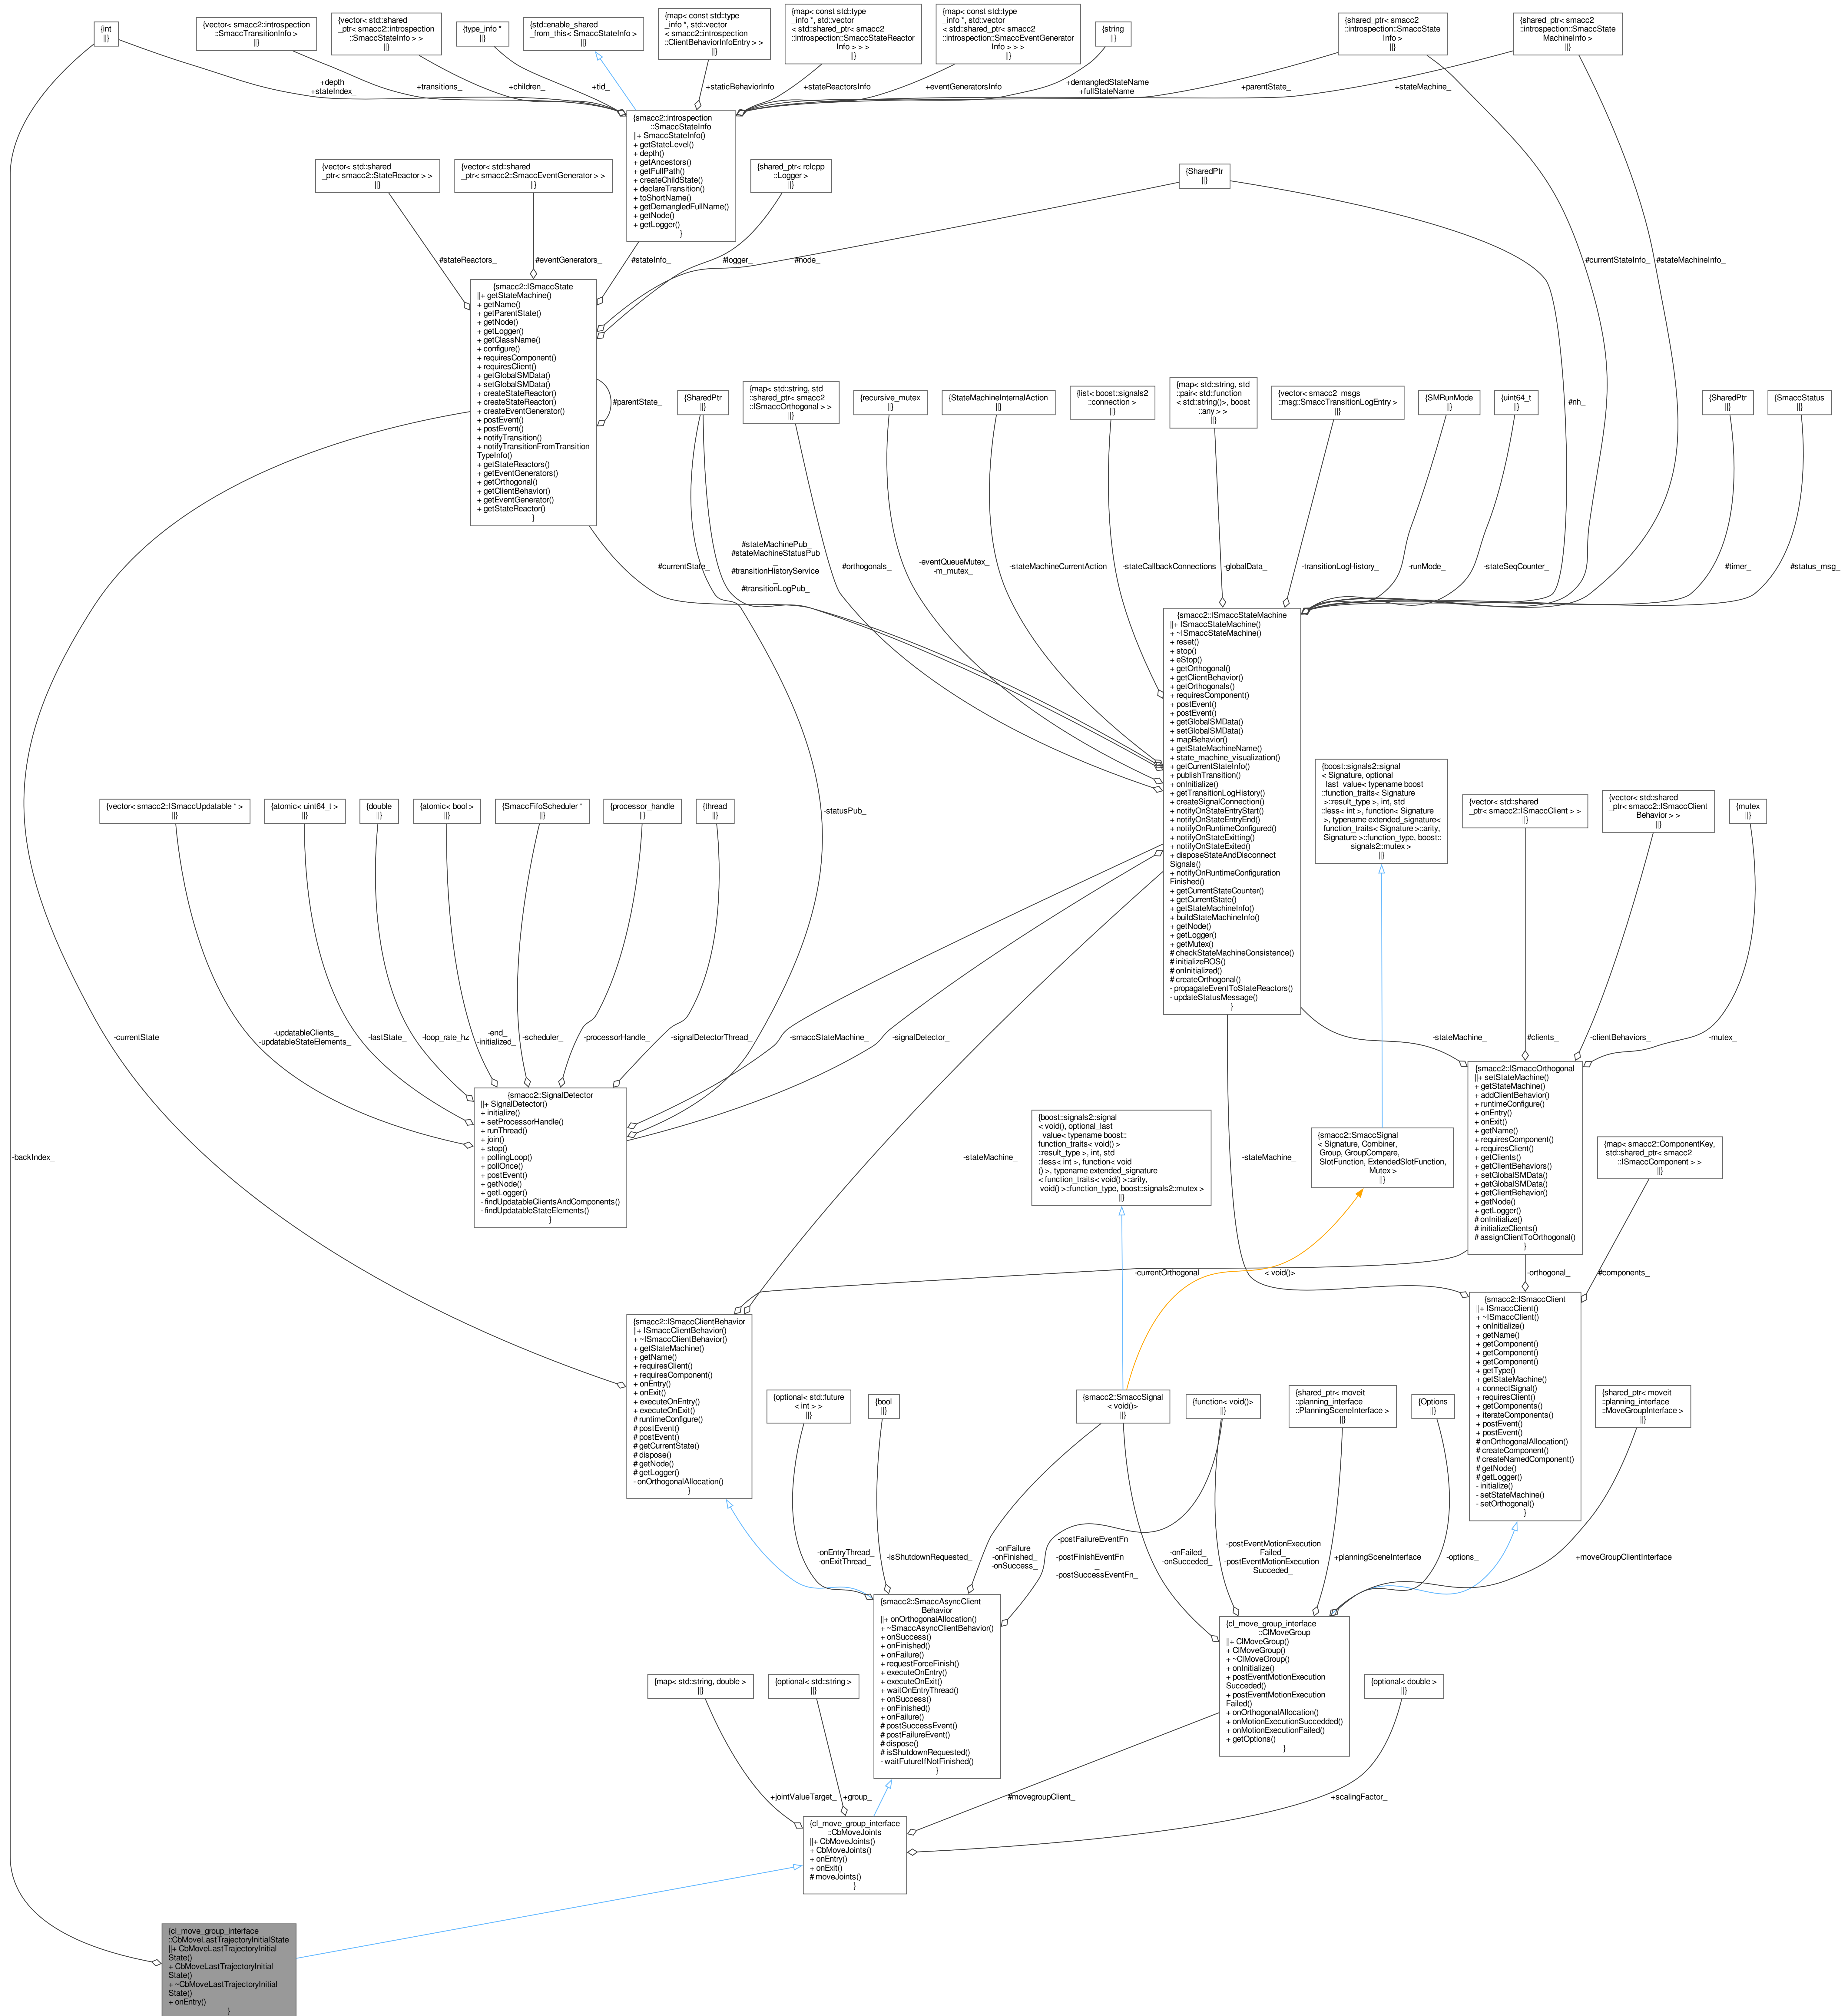 {int
||}
{vector< smacc2::introspection
::SmaccTransitionInfo >
||}
{vector< std::shared
_ptr< smacc2::introspection
::SmaccStateInfo > >
||}
{type_info *
||}
{std::enable_shared
_from_this< SmaccStateInfo >
||}
{map< const std::type
_info *, std::vector
< smacc2::introspection
::ClientBehaviorInfoEntry > >
||}
{map< const std::type
_info *, std::vector
< std::shared_ptr< smacc2
::introspection::SmaccStateReactor
Info > > >
||}
{map< const std::type
_info *, std::vector
< std::shared_ptr< smacc2
::introspection::SmaccEventGenerator
Info > > >
||}
{string
||}
{shared_ptr< smacc2
::introspection::SmaccState
Info >
||}
{shared_ptr< smacc2
::introspection::SmaccState
MachineInfo >
||}
+depth_
+stateIndex_
+transitions_
+children_
+tid_
+staticBehaviorInfo
+stateReactorsInfo
+eventGeneratorsInfo
+demangledStateName
+fullStateName
+parentState_
+stateMachine_
{smacc2::introspection
::SmaccStateInfo
||+ SmaccStateInfo()
+ getStateLevel()
+ depth()
+ getAncestors()
+ getFullPath()
+ createChildState()
+ declareTransition()
+ toShortName()
+ getDemangledFullName()
+ getNode()
+ getLogger()
}
{vector< std::shared
_ptr< smacc2::StateReactor > >
||}
{vector< std::shared
_ptr< smacc2::SmaccEventGenerator > >
||}
{shared_ptr< rclcpp
::Logger >
||}
{SharedPtr
||}
#stateReactors_
#eventGenerators_
#stateInfo_
#logger_
#node_
#currentStateInfo_
#stateMachineInfo_
{smacc2::ISmaccState
||+ getStateMachine()
+ getName()
+ getParentState()
+ getNode()
+ getLogger()
+ getClassName()
+ configure()
+ requiresComponent()
+ requiresClient()
+ getGlobalSMData()
+ setGlobalSMData()
+ createStateReactor()
+ createStateReactor()
+ createEventGenerator()
+ postEvent()
+ postEvent()
+ notifyTransition()
+ notifyTransitionFromTransition
TypeInfo()
+ getStateReactors()
+ getEventGenerators()
+ getOrthogonal()
+ getClientBehavior()
+ getEventGenerator()
+ getStateReactor()
}
#parentState_
{SharedPtr
||}
{map< std::string, std
::shared_ptr< smacc2
::ISmaccOrthogonal > >
||}
{recursive_mutex
||}
{StateMachineInternalAction
||}
{list< boost::signals2
::connection >
||}
{map< std::string, std
::pair< std::function
< std::string()>, boost
::any > >
||}
{vector< smacc2_msgs
::msg::SmaccTransitionLogEntry >
||}
{SMRunMode
||}
{uint64_t
||}
#nh_
{SharedPtr
||}
{SmaccStatus
||}
#currentState_
#stateMachinePub_
#stateMachineStatusPub
_
#transitionHistoryService
_
#transitionLogPub_
#orthogonals_
-eventQueueMutex_
-m_mutex_
-stateMachineCurrentAction
-stateCallbackConnections
-globalData_
-transitionLogHistory_
-runMode_
-stateSeqCounter_
#timer_
#status_msg_
{smacc2::ISmaccStateMachine
||+ ISmaccStateMachine()
+ ~ISmaccStateMachine()
+ reset()
+ stop()
+ eStop()
+ getOrthogonal()
+ getClientBehavior()
+ getOrthogonals()
+ requiresComponent()
+ postEvent()
+ postEvent()
+ getGlobalSMData()
+ setGlobalSMData()
+ mapBehavior()
+ getStateMachineName()
+ state_machine_visualization()
+ getCurrentStateInfo()
+ publishTransition()
+ onInitialize()
+ getTransitionLogHistory()
+ createSignalConnection()
+ notifyOnStateEntryStart()
+ notifyOnStateEntryEnd()
+ notifyOnRuntimeConfigured()
+ notifyOnStateExitting()
+ notifyOnStateExited()
+ disposeStateAndDisconnect
Signals()
+ notifyOnRuntimeConfiguration
Finished()
+ getCurrentStateCounter()
+ getCurrentState()
+ getStateMachineInfo()
+ buildStateMachineInfo()
+ getNode()
+ getLogger()
+ getMutex()
# checkStateMachineConsistence()
# initializeROS()
# onInitialized()
# createOrthogonal()
- propagateEventToStateReactors()
- updateStatusMessage()
}
{boost::signals2::signal
< Signature, optional
_last_value< typename boost
::function_traits< Signature
>::result_type >, int, std
::less< int >, function< Signature
>, typename extended_signature<
function_traits< Signature >::arity,
Signature >::function_type, boost::
signals2::mutex >
||}
{vector< std::shared
_ptr< smacc2::ISmaccClient > >
||}
{vector< std::shared
_ptr< smacc2::ISmaccClient
Behavior > >
||}
{mutex
||}
{vector< smacc2::ISmaccUpdatable * >
||}
{atomic< uint64_t >
||}
{double
||}
{atomic< bool >
||}
{SmaccFifoScheduler *
||}
{processor_handle
||}
{thread
||}
-statusPub_
-currentState
-updatableClients_
-updatableStateElements_
-lastState_
-loop_rate_hz
-end_
-initialized_
-scheduler_
-processorHandle_
-signalDetectorThread_
-smaccStateMachine_
-signalDetector_
-stateMachine_
#clients_
-clientBehaviors_
-mutex_
{smacc2::SignalDetector
||+ SignalDetector()
+ initialize()
+ setProcessorHandle()
+ runThread()
+ join()
+ stop()
+ pollingLoop()
+ pollOnce()
+ postEvent()
+ getNode()
+ getLogger()
- findUpdatableClientsAndComponents()
- findUpdatableStateElements()
}
{smacc2::ISmaccOrthogonal
||+ setStateMachine()
+ getStateMachine()
+ addClientBehavior()
+ runtimeConfigure()
+ onEntry()
+ onExit()
+ getName()
+ requiresComponent()
+ requiresClient()
+ getClients()
+ getClientBehaviors()
+ setGlobalSMData()
+ getGlobalSMData()
+ getClientBehavior()
+ getNode()
+ getLogger()
# onInitialize()
# initializeClients()
# assignClientToOrthogonal()
}
{boost::signals2::signal
< void(), optional_last
_value< typename boost::
function_traits< void() >
::result_type >, int, std
::less< int >, function< void
() >, typename extended_signature
< function_traits< void() >::arity,
void() >::function_type, boost::signals2::mutex >
||}
{smacc2::SmaccSignal
< Signature, Combiner,
Group, GroupCompare,
SlotFunction, ExtendedSlotFunction,
Mutex >
||}
{map< smacc2::ComponentKey,
std::shared_ptr< smacc2
::ISmaccComponent > >
||}
-backIndex_
-stateMachine_
-stateMachine_
-currentOrthogonal
< void()>
-orthogonal_
#components_
{smacc2::ISmaccClientBehavior
||+ ISmaccClientBehavior()
+ ~ISmaccClientBehavior()
+ getStateMachine()
+ getName()
+ requiresClient()
+ requiresComponent()
+ onEntry()
+ onExit()
+ executeOnEntry()
+ executeOnExit()
# runtimeConfigure()
# postEvent()
# postEvent()
# getCurrentState()
# dispose()
# getNode()
# getLogger()
- onOrthogonalAllocation()
}
{smacc2::ISmaccClient
||+ ISmaccClient()
+ ~ISmaccClient()
+ onInitialize()
+ getName()
+ getComponent()
+ getComponent()
+ getComponent()
+ getType()
+ getStateMachine()
+ connectSignal()
+ requiresClient()
+ getComponents()
+ iterateComponents()
+ postEvent()
+ postEvent()
# onOrthogonalAllocation()
# createComponent()
# createNamedComponent()
# getNode()
# getLogger()
- initialize()
- setStateMachine()
- setOrthogonal()
}
{optional< std::future
< int > >
||}
{bool
||}
{smacc2::SmaccSignal
< void()>
||}
{function< void()>
||}
{shared_ptr< moveit
::planning_interface
::PlanningSceneInterface >
||}
{Options
||}
{shared_ptr< moveit
::planning_interface
::MoveGroupInterface >
||}
-onEntryThread_
-onExitThread_
-isShutdownRequested_
-onFailure_
-onFinished_
-onSuccess_
-postFailureEventFn
_
-postFinishEventFn
_
-postSuccessEventFn_
-onFailed_
-onSucceded_
-postEventMotionExecution
Failed_
-postEventMotionExecution
Succeded_
+planningSceneInterface
-options_
+moveGroupClientInterface
{smacc2::SmaccAsyncClient
Behavior
||+ onOrthogonalAllocation()
+ ~SmaccAsyncClientBehavior()
+ onSuccess()
+ onFinished()
+ onFailure()
+ requestForceFinish()
+ executeOnEntry()
+ executeOnExit()
+ waitOnEntryThread()
+ onSuccess()
+ onFinished()
+ onFailure()
# postSuccessEvent()
# postFailureEvent()
# dispose()
# isShutdownRequested()
- waitFutureIfNotFinished()
}
{cl_move_group_interface
::ClMoveGroup
||+ ClMoveGroup()
+ ClMoveGroup()
+ ~ClMoveGroup()
+ onInitialize()
+ postEventMotionExecution
Succeded()
+ postEventMotionExecution
Failed()
+ onOrthogonalAllocation()
+ onMotionExecutionSuccedded()
+ onMotionExecutionFailed()
+ getOptions()
}
{map< std::string, double >
||}
{optional< std::string >
||}
{optional< double >
||}
+jointValueTarget_
+group_
#movegroupClient_
+scalingFactor_
{cl_move_group_interface
::CbMoveJoints
||+ CbMoveJoints()
+ CbMoveJoints()
+ onEntry()
+ onExit()
# moveJoints()
}
{cl_move_group_interface
::CbMoveLastTrajectoryInitialState
||+ CbMoveLastTrajectoryInitial
State()
+ CbMoveLastTrajectoryInitial
State()
+ ~CbMoveLastTrajectoryInitial
State()
+ onEntry()
}